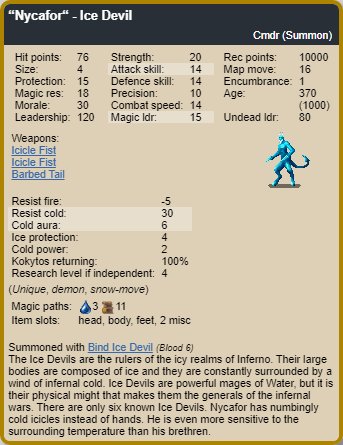 “Nycafor“ - Ice Devil
Cmdr (Summon)
Hit points: 76 Strength: 20 Rec points: 10000
Size: 4 Attack skill: 14 Map move: 16
Protection: 15 Defence skill: 14 Encumbrance: 1
Magic res: 18 Precision: 10 Age: 370
Morale: 30 Combat speed: 14 (1000)
Leadership: 120 Magic ldr: 15 Undead ldr: 80
Weapons:
Icicle Fist
Icicle Fist
Barbed Tail
Resist fire: -5
Resist cold: 30
Cold aura: 6
Ice protection: 4
Cold power: 2
Kokytos returning: 100%
Research level if independent: 4
(Unique, demon, snow-move)
Magic paths: 3 11
Item slots: head, body, feet, 2 misc
Summoned with Bind Ice Devil (Blood 6)
The Ice Devils are the rulers of the icy realms of Inferno. Their large
bodies are composed of ice and they are constantly surrounded by a
wind of infernal cold. Ice Devils are powerful mages of Water, but it is
their physical might that makes them the generals of the infernal
wars. There are only six known Ice Devils. Nycafor has numbingly
cold icicles instead of hands. He is even more sensitive to the
surrounding temperature than his brethren.